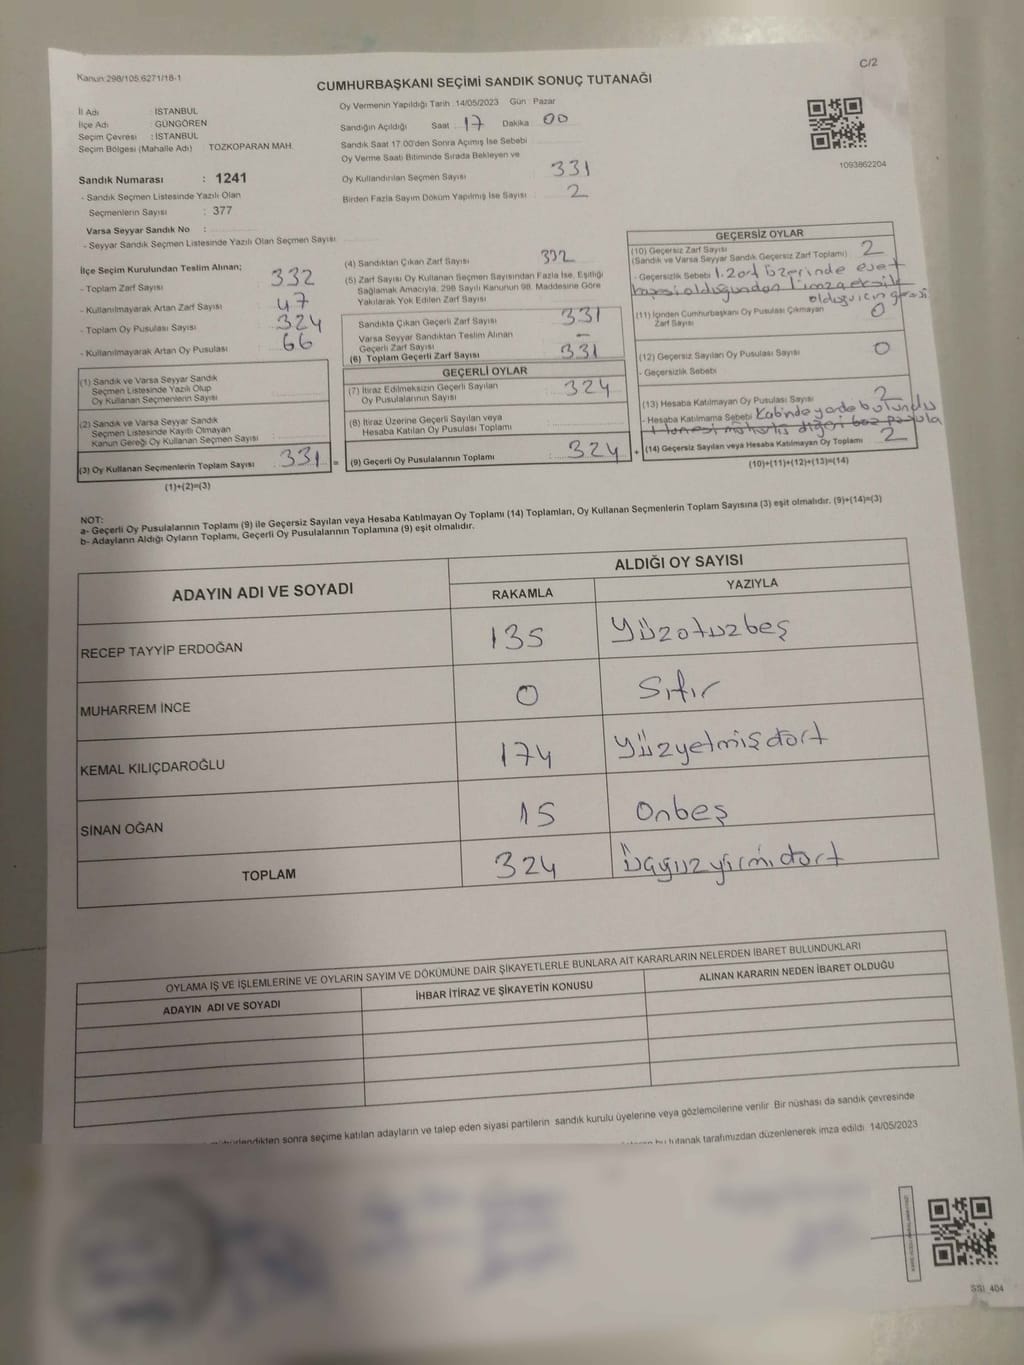 Kanun:298/105.6271/18-1
C/2
CUMHURBAŞKANI SEÇİMİ SANDIK SONUÇ TUTANAĞI
İl Adı : İSTANBUL
İlçe Adı : GÜNGÖREN
Seçim Çevresi : İSTANBUL
Seçim Bölgesi (Mahalle Adı) TOZKOPARAN MAH.
Oy Vermenin Yapıldığı Tarih : 14/05/2023 Gün Pazar
Sandığın Açıldığı Saat 17 Dakika 00
Sandık Saat 17:00'den Sonra Açılmış İse Sebebi
Oy Verme Saati Bitiminde Sırada Bekleyen ve
Oy Kullandırılan Seçmen Sayısı 331
Birden Fazla Sayım Döküm Yapılmış İse Sayısı 2
1093862204
Sandık Numarası : 1241
- Sandık Seçmen Listesinde Yazılı Olan
Seçmenlerin Sayısı : 377
Varsa Seyyar Sandık No :
- Seyyar Sandık Seçmen Listesinde Yazılı Olan Seçmen Sayısı
İlçe Seçim Kurulundan Teslim Alınan;
- Toplam Zarf Sayısı : 332
- Kullanılmayarak Artan Zarf Sayısı : 47
- Toplam Oy Pusulası Sayısı : 324
- Kullanılmayarak Artan Oy Pusulası : 66
(1) Sandık ve Varsa Seyyar Sandık
Seçmen Listesinde Yazılı Olup
Oy Kullanan Seçmenlerin Sayısı :
(2) Sandık ve Varsa Seyyar Sandık
Seçmen Listesinde Kayıtlı Olmayan
Kanun Gereği Oy Kullanan Seçmen Sayısı :
(3) Oy Kullanan Seçmenlerin Toplam Sayısı : 331
(1)+(2)=(3)
(4) Sandıktan Çıkan Zarf Sayısı 332
(5) Zarf Sayısı Oy Kullanan Seçmen Sayısından Fazla İse, Eşitliği
Sağlamak Amacıyla, 298 Sayılı Kanunun 98. Maddesine Göre
Yakılarak Yok Edilen Zarf Sayısı
Sandıkta Çıkan Geçerli Zarf Sayısı : 331
Varsa Seyyar Sandıktan Teslim Alınan
Geçerli Zarf Sayısı : -
(6) Toplam Geçerli Zarf Sayısı : 331
GEÇERLİ OYLAR
(7) İtiraz Edilmeksizin Geçerli Sayılan
Oy Pusulalarının Sayısı : 324
(8) İtiraz Üzerine Geçerli Sayılan veya
Hesaba Katılan Oy Pusulası Toplamı :
= (9) Geçerli Oy Pusulalarının Toplamı : 324
GEÇERSİZ OYLAR
(10) Geçersiz Zarf Sayısı
(Sandık ve Varsa Seyyar Sandık Geçersiz Zarf Toplamı) 2
- Geçersizlik Sebebi 1.zarf üzerinde evet
olduğundan
olduğu için
(11) İçinden Cumhurbaşkanı Oy Pusulası Çıkmayan
Zarf Sayısı 0
(12) Geçersiz Sayılan Oy Pusulası Sayısı 0
- Geçersizlik Sebebi
(13) Hesaba Katılmayan Oy Pusulası Sayısı 2
- Hesaba Katılmama Sebebi Kabinde yerde bulundu
1 tanesi mühürlü diğeri boş pusula
+ (14) Geçersiz Sayılan veya Hesaba Katılmayan Oy Toplamı 2
(10)+(11)+(12)+(13)=(14)
NOT:
a- Geçerli Oy Pusulalarının Toplamı (9) ile Geçersiz Sayılan veya Hesaba Katılmayan Oy Toplamı (14) Toplamları, Oy Kullanan Seçmenlerin Toplam Sayısına (3) eşit olmalıdır. (9)+(14)=(3)
b- Adayların Aldığı Oyların Toplamı, Geçerli Oy Pusulalarının Toplamına (9) eşit olmalıdır.
ADAYIN ADI VE SOYADI
ALDIĞI OY SAYISI
RAKAMLA YAZIYLA
RECEP TAYYİP ERDOĞAN 135 Yüzotuzbeş
MUHARREM İNCE 0 Sıfır
KEMAL KILIÇDAROĞLU 174 Yüzyetmişdört
SİNAN OĞAN 15 Onbeş
TOPLAM 324 Üçyüzyirmidört
OYLAMA İŞ VE İŞLEMLERİNE VE OYLARIN SAYIM VE DÖKÜMÜNE DAİR ŞİKAYETLERLE BUNLARA AİT KARARLARIN NELERDEN İBARET BULUNDUKLARI
ADAYIN ADI VE SOYADI İHBAR İTİRAZ VE ŞİKAYETİN KONUSU ALINAN KARARIN NEDEN İBARET OLDUĞU
mühürlendikten sonra seçime katılan adayların ve talep eden siyasi partilerin sandık kurulu üyelerine veya gözlemcilerine verilir. Bir nüshası da sandık çevresinde
bu tutanak tarafımızdan düzenlenerek imza edildi. 14/05/2023
SSI_404